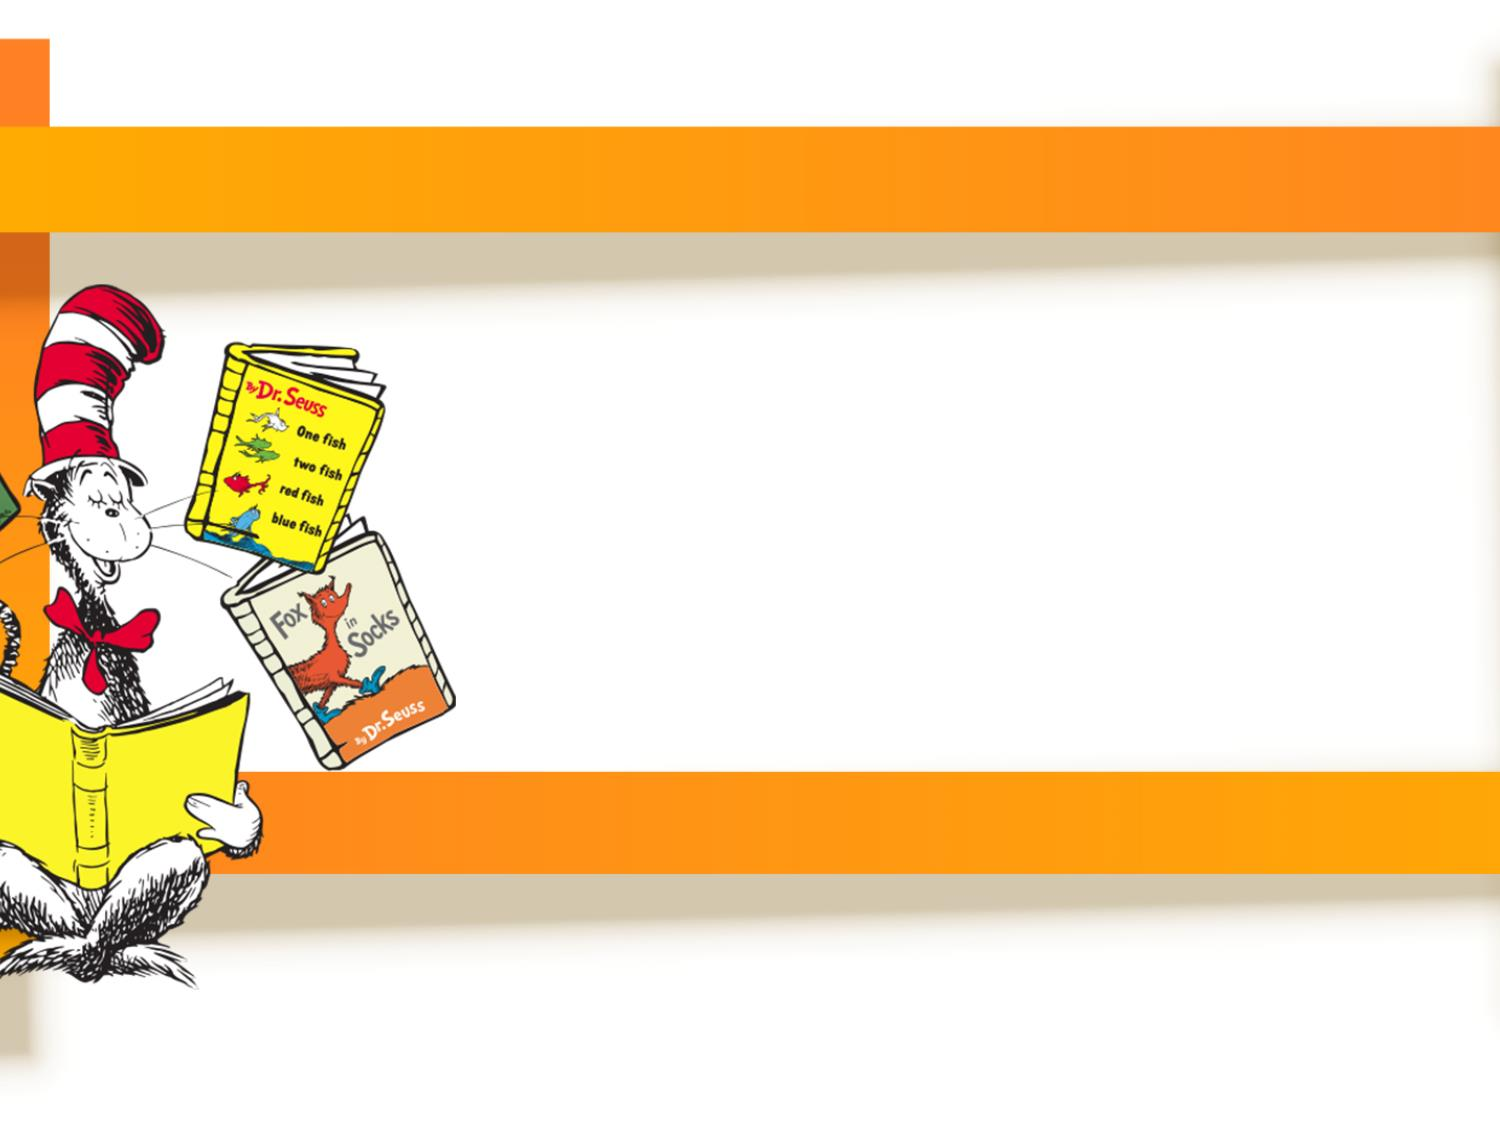 By Dr. Seuss
One fish
two fish
red fish
blue fish
Fox
in
Socks
By Dr. Seuss